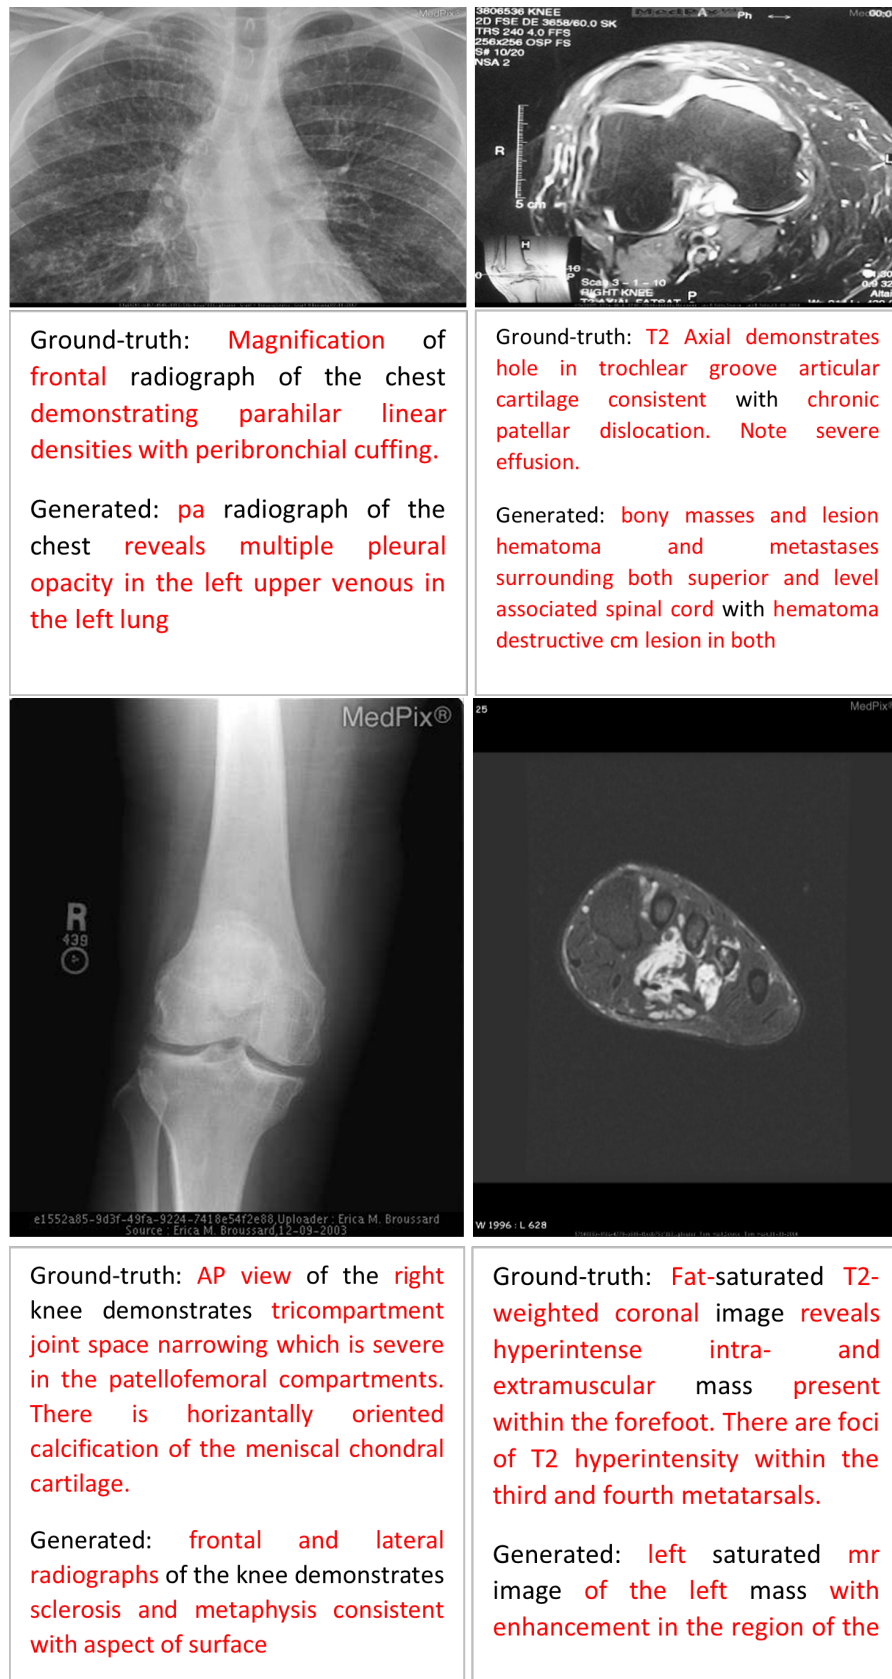 MedPix
3806536 KNEE
2D FSE DE 3658/60.0 SK
TRS 240 4.0 FFS
256x256 OSP FS
S# 10/20
NSA 2
A
Ph
R
5 cm
H
P
Scan 3 - 1 - 10
RIGHT KNEE
T2 AXIAL FATSAT
P
Ground-truth: Magnification of
frontal radiograph of the chest
demonstrating parahilar linear
densities with peribronchial cuffing.
Generated: pa radiograph of the
chest reveals multiple pleural
opacity in the left upper venous in
the left lung
Ground-truth: T2 Axial demonstrates
hole in trochlear groove articular
cartilage consistent with chronic
patellar dislocation. Note severe
effusion.
Generated: bony masses and lesion
hematoma and metastases
surrounding both superior and level
associated spinal cord with hematoma
destructive cm lesion in both
MedPix®
R
439
e1552a85-9d3f-49fa-9224-7418e54f2e88,Uploader : Erica M. Broussard
Source : Erica M. Broussard,12-09-2003
25
MedPix®
W 1996 : L 628
Ground-truth: AP view of the right
knee demonstrates tricompartment
joint space narrowing which is severe
in the patellofemoral compartments.
There is horizantally oriented
calcification of the meniscal chondral
cartilage.
Generated: frontal and lateral
radiographs of the knee demonstrates
sclerosis and metaphysis consistent
with aspect of surface
Ground-truth: Fat-saturated T2-
weighted coronal image reveals
hyperintense intra- and
extramuscular mass present
within the forefoot. There are foci
of T2 hyperintensity within the
third and fourth metatarsals.
Generated: left saturated mr
image of the left mass with
enhancement in the region of the